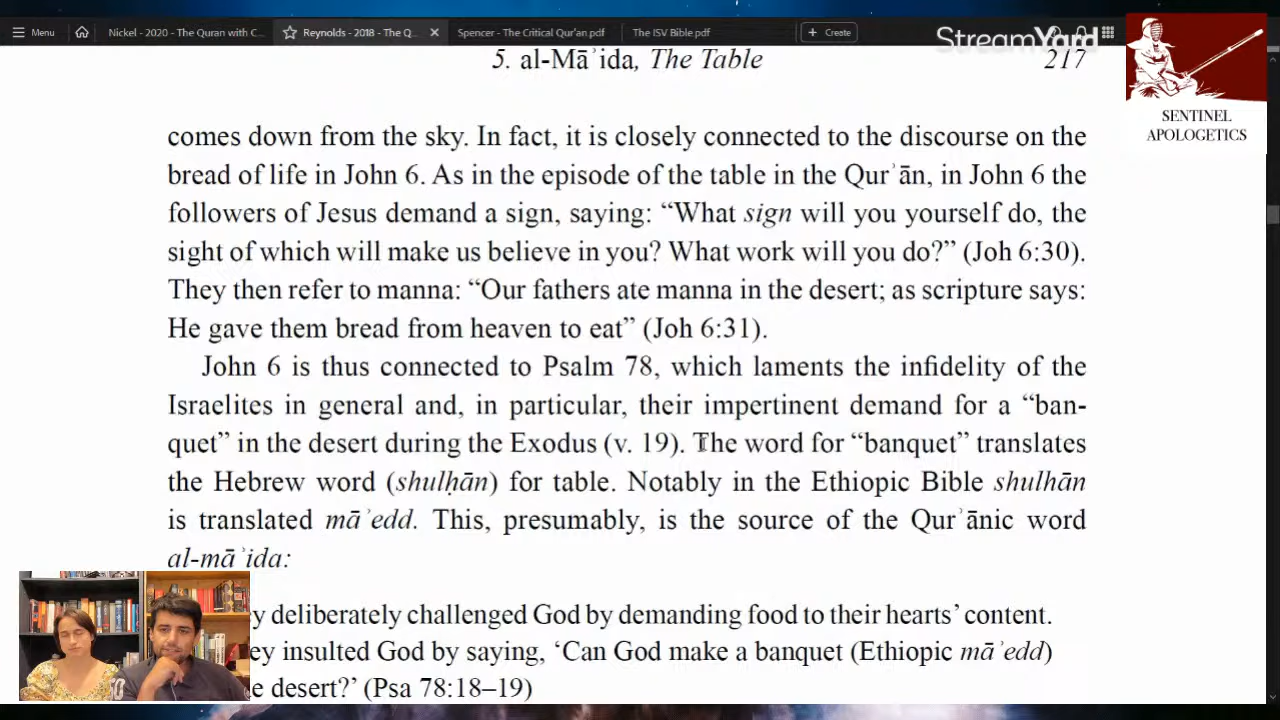 Menu
Nickel - 2020 - The Quran with C...
Reynolds - 2018 - The Q...
Spencer - The Critical Qur'an.pdf
The ISV Bible.pdf
Create
StreamYard
SENTINEL
APOLOGETICS
5. al-Māʾida, The Table 217
comes down from the sky. In fact, it is closely connected to the discourse on the
bread of life in John 6. As in the episode of the table in the Qurʾān, in John 6 the
followers of Jesus demand a sign, saying: “What sign will you yourself do, the
sight of which will make us believe in you? What work will you do?” (Joh 6:30).
They then refer to manna: “Our fathers ate manna in the desert; as scripture says:
He gave them bread from heaven to eat” (Joh 6:31).
John 6 is thus connected to Psalm 78, which laments the infidelity of the
Israelites in general and, in particular, their impertinent demand for a “ban-
quet” in the desert during the Exodus (v. 19). The word for “banquet” translates
the Hebrew word (shulḥān) for table. Notably in the Ethiopic Bible shulhān
is translated māʾedd. This, presumably, is the source of the Qurʾānic word
al-māʾida:
y deliberately challenged God by demanding food to their hearts’ content.
ey insulted God by saying, ‘Can God make a banquet (Ethiopic māʾedd)
e desert?’ (Psa 78:18–19)